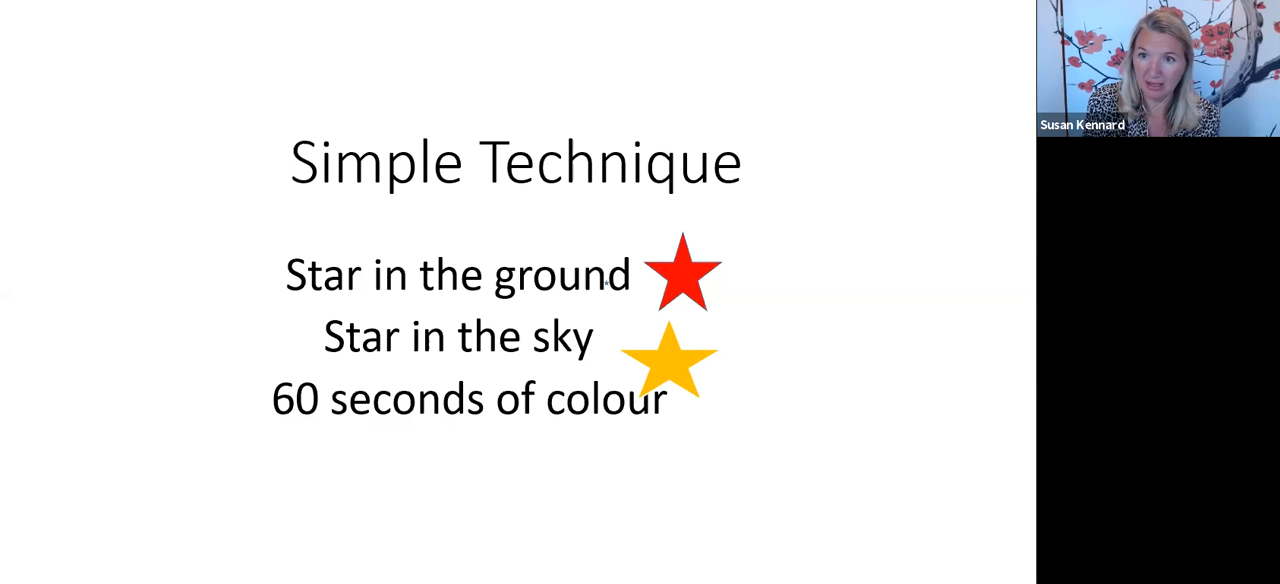 Simple Technique
Star in the ground
Star in the sky
60 seconds of colour
Susan Kennard